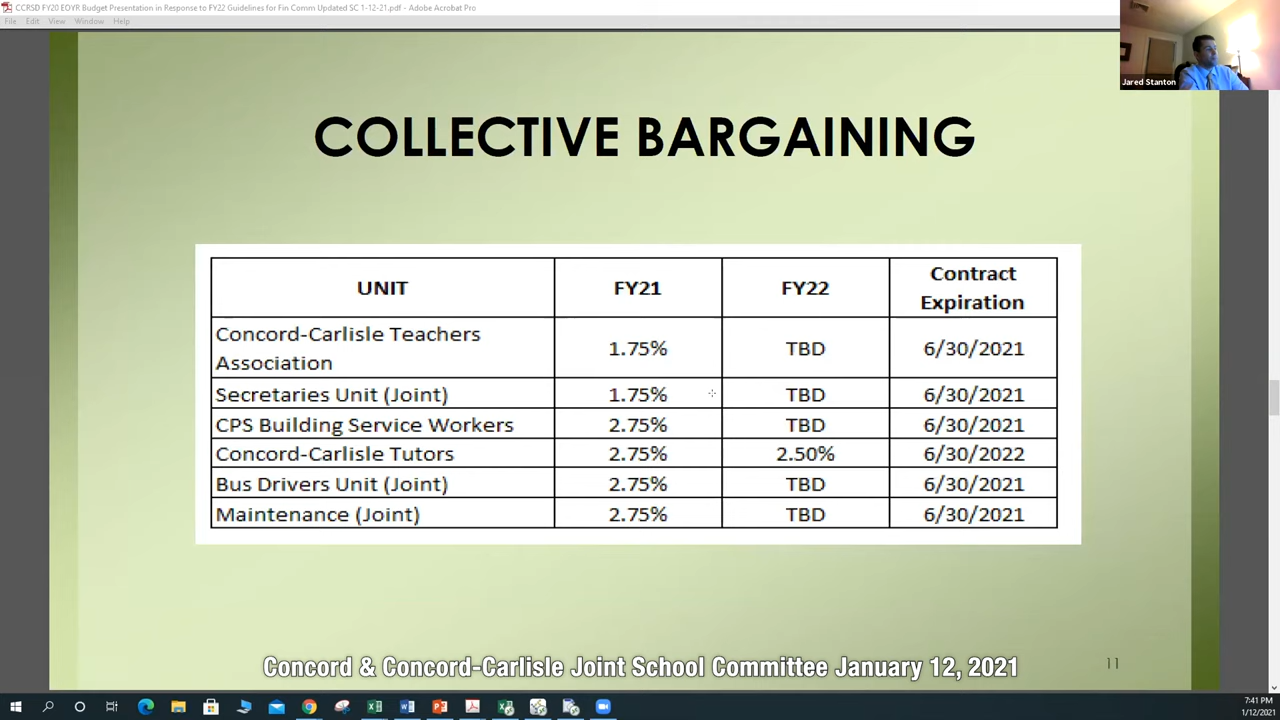 CCRSD FY20 EOYR Budget Presentation in Response to FY22 Guidelines for Fin Comm Updated SC 1-12-21.pdf - Adobe Acrobat Pro
File Edit View Window Help
Jared Stanton
COLLECTIVE BARGAINING
UNIT FY21 FY22 Contract Expiration
Concord-Carlisle Teachers Association 1.75% TBD 6/30/2021
Secretaries Unit (Joint) 1.75% TBD 6/30/2021
CPS Building Service Workers 2.75% TBD 6/30/2021
Concord-Carlisle Tutors 2.75% 2.50% 6/30/2022
Bus Drivers Unit (Joint) 2.75% TBD 6/30/2021
Maintenance (Joint) 2.75% TBD 6/30/2021
Concord & Concord-Carlisle Joint School Committee January 12, 2021
11
7:41 PM
1/12/2021